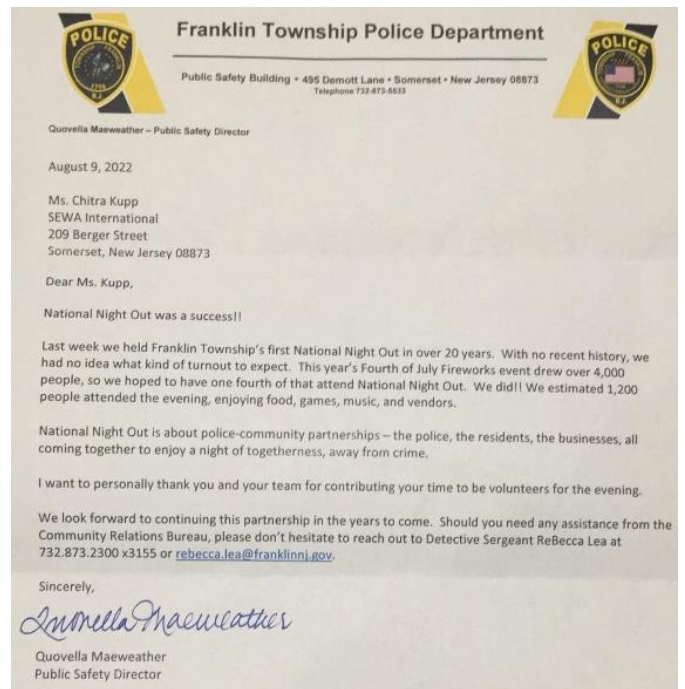 Franklin Township Police Department
POLICE
POLICE
Public Safety Building • 495 Demott Lane • Somerset • New Jersey 08873
Telephone 732-873-5533
Quovella Maeweather – Public Safety Director
August 9, 2022
Ms. Chitra Kupp
SEWA International
209 Berger Street
Somerset, New Jersey 08873
Dear Ms. Kupp,
National Night Out was a success!!
Last week we held Franklin Township's first National Night Out in over 20 years. With no recent history, we
had no idea what kind of turnout to expect. This year's Fourth of July Fireworks event drew over 4,000
people, so we hoped to have one fourth of that attend National Night Out. We did!! We estimated 1,200
people attended the evening, enjoying food, games, music, and vendors.
National Night Out is about police-community partnerships – the police, the residents, the businesses, all
coming together to enjoy a night of togetherness, away from crime.
I want to personally thank you and your team for contributing your time to be volunteers for the evening.
We look forward to continuing this partnership in the years to come. Should you need any assistance from the
Community Relations Bureau, please don't hesitate to reach out to Detective Sergeant ReBecca Lea at
732.873.2300 x3155 or rebecca.lea@franklinnj.gov.
Sincerely,
Quovella Maeweather
Quovella Maeweather
Public Safety Director